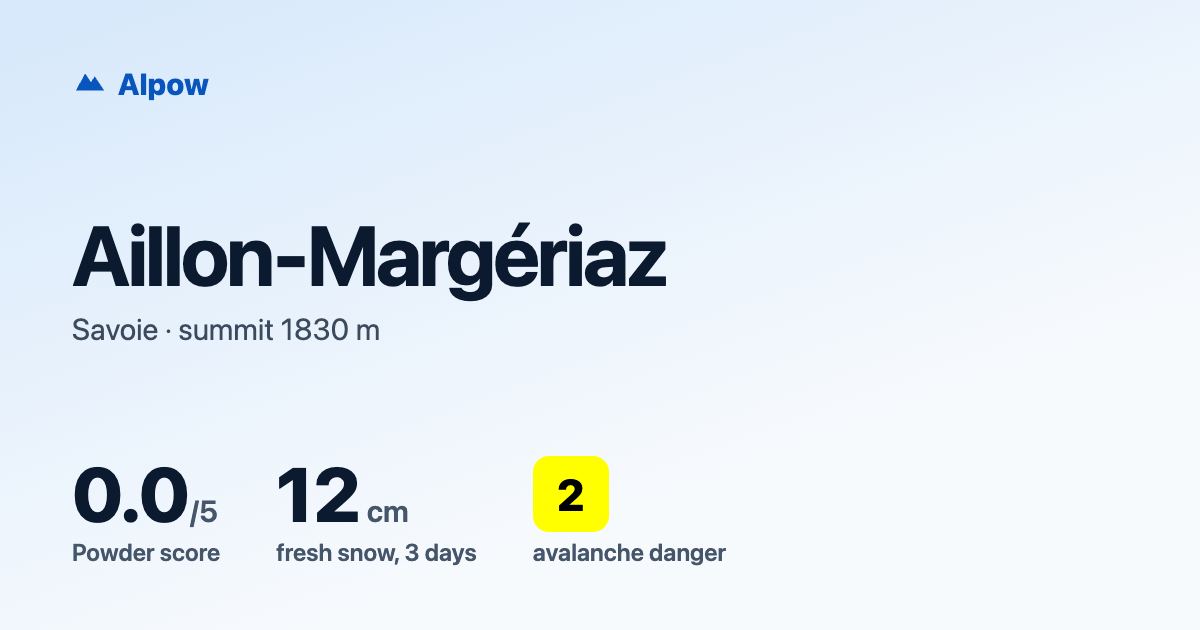 Alpow
Aillon-Margériaz
Savoie · summit 1830 m
0.0/5
Powder score
12 cm
fresh snow, 3 days
2
avalanche danger